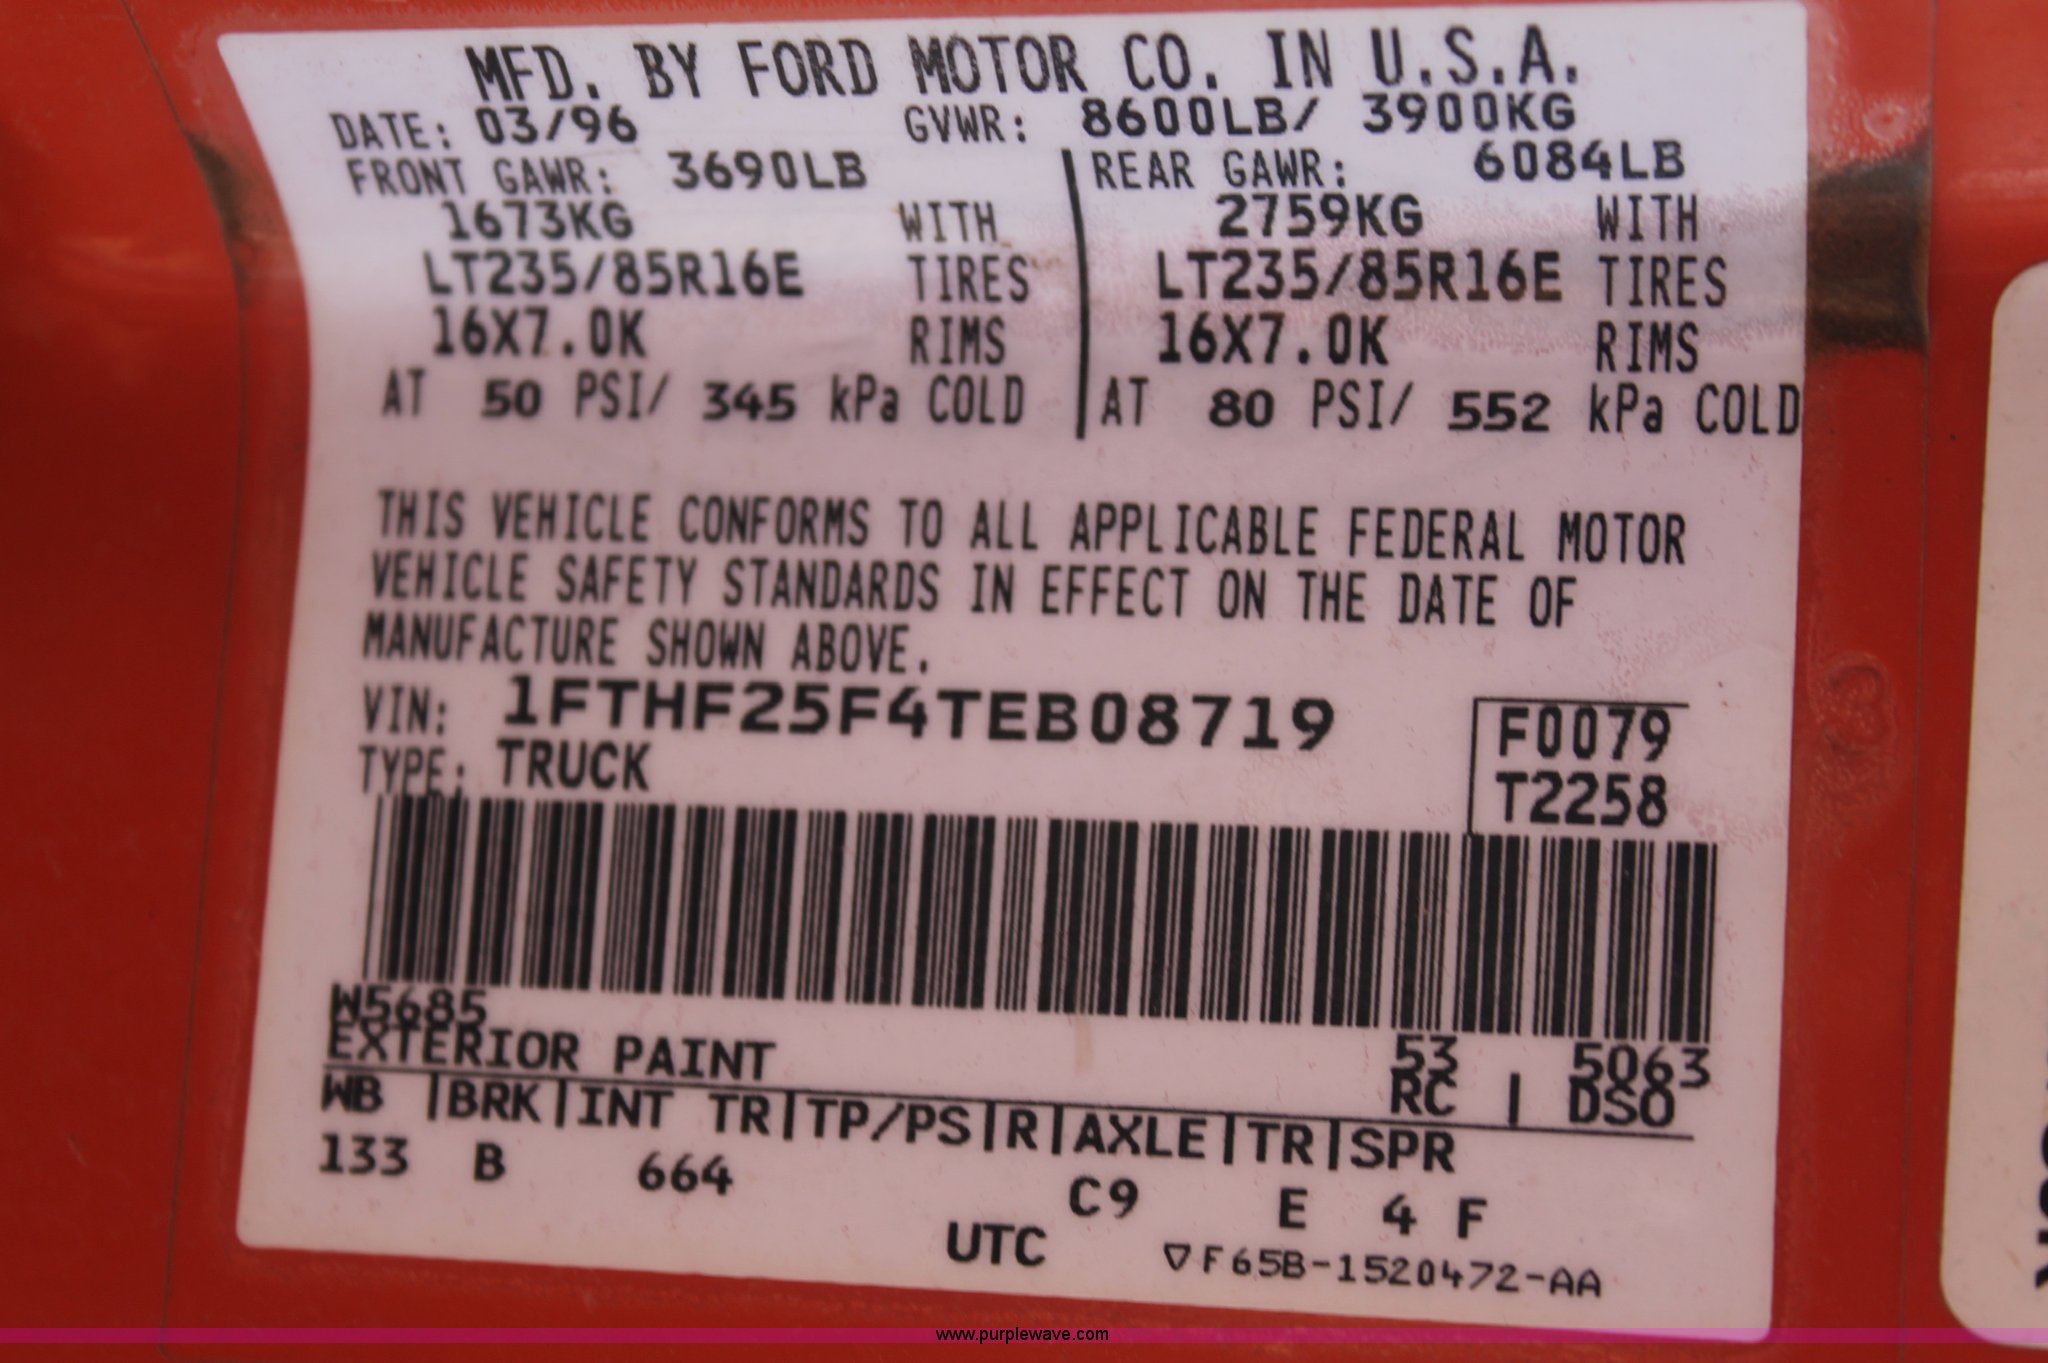 MFD. BY FORD MOTOR CO. IN U.S.A.
DATE: 03/96 GVWR: 8600LB/ 3900KG
FRONT GAWR: 3690LB REAR GAWR: 6084LB
1673KG WITH 2759KG WITH
LT235/85R16E TIRES LT235/85R16E TIRES
16X7.0K RIMS 16X7.0K RIMS
AT 50 PSI/ 345 kPa COLD AT 80 PSI/ 552 kPa COLD
THIS VEHICLE CONFORMS TO ALL APPLICABLE FEDERAL MOTOR
VEHICLE SAFETY STANDARDS IN EFFECT ON THE DATE OF
MANUFACTURE SHOWN ABOVE.
VIN: 1FTHF25F4TEB08719 F0079
TYPE: TRUCK T2258
W5685
EXTERIOR PAINT 53 5063
RC | DSO
WB |BRK|INT TR|TP/PS|R|AXLE|TR|SPR
133 B 664 C9 E 4 F
UTC ▽F65B-1520472-AA
www.purplewave.com